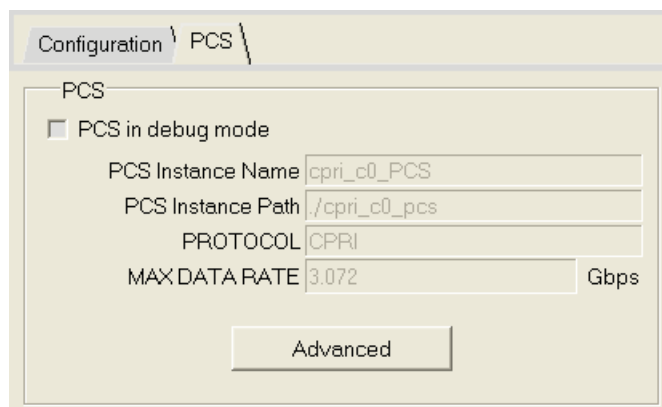 Configuration PCS
PCS
PCS in debug mode
PCS Instance Name cpri_c0_PCS
PCS Instance Path ./cpri_c0_pcs
PROTOCOL CPRI
MAX DATA RATE 3.072 Gbps
Advanced